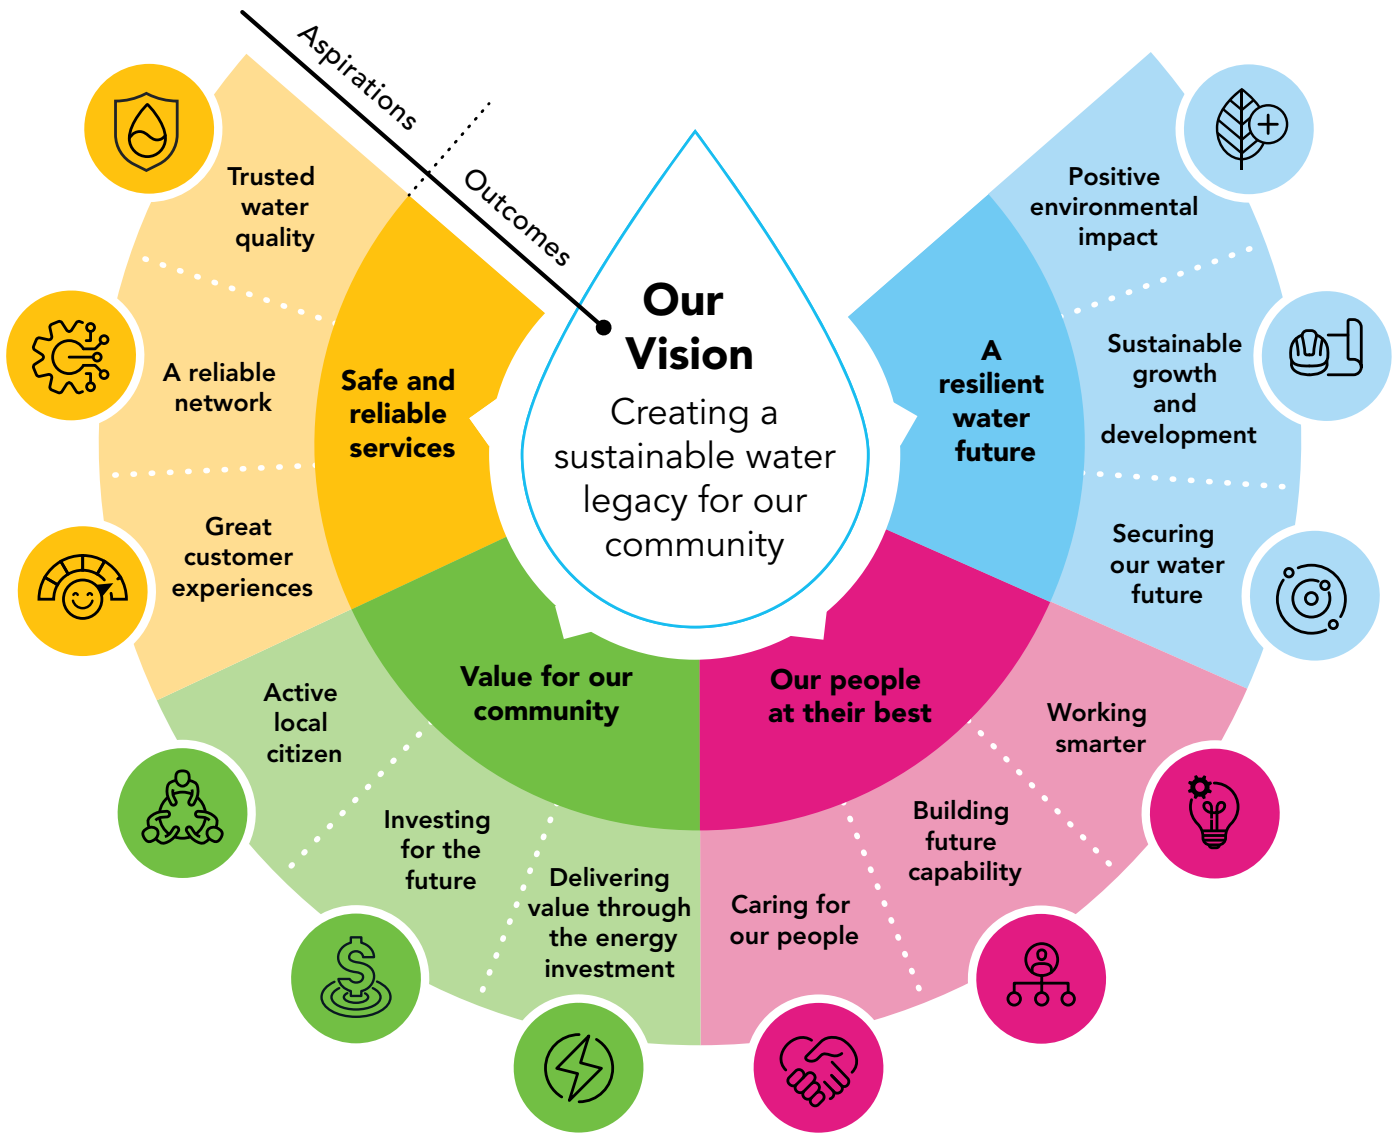 Aspirations
Outcomes
Our
Vision
Creating a
sustainable water
legacy for our
community
Safe and
reliable
services
Trusted
water
quality
A reliable
network
Great
customer
experiences
Value for our
community
Active
local
citizen
Investing
for the
future
Delivering
value through
the energy
investment
Our people
at their best
Caring for
our people
Building
future
capability
Working
smarter
A
resilient
water
future
Securing
our water
future
Sustainable
growth
and
development
Positive
environmental
impact